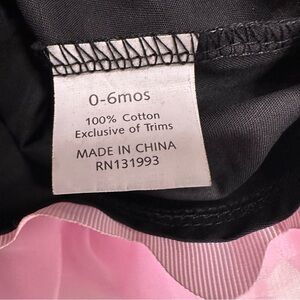 0-6mos
100% Cotton
Exclusive of Trims
MADE IN CHINA
RN131993